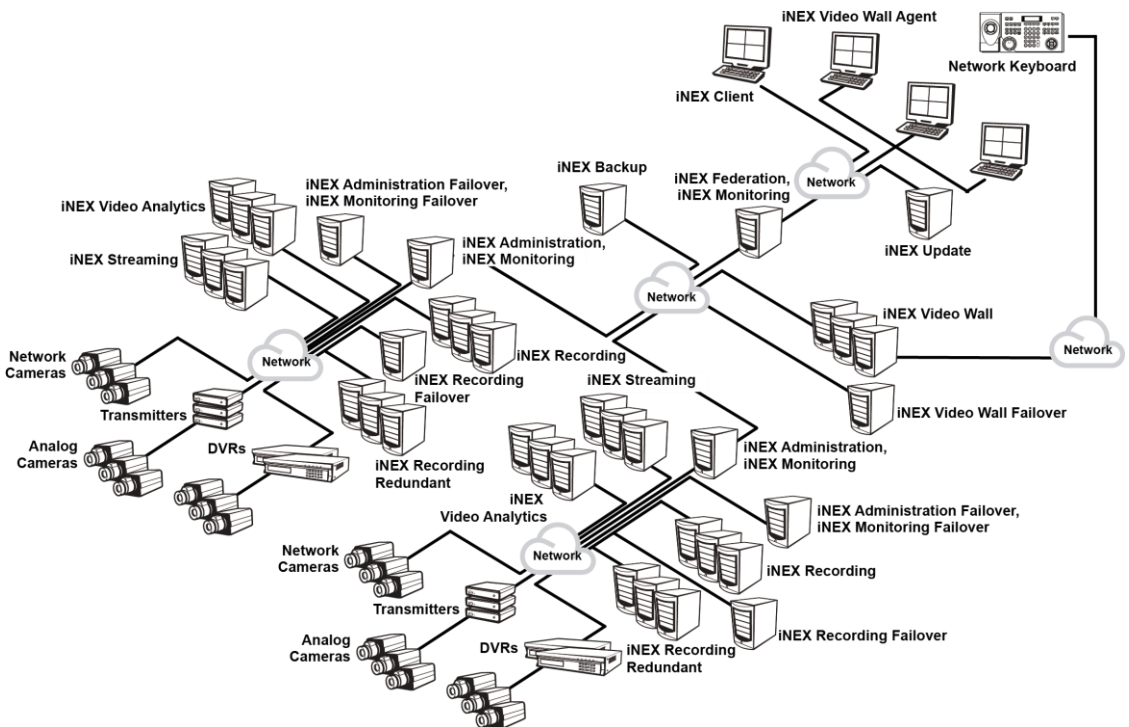 iNEX Video Wall Agent
Network Keyboard
iNEX Client
iNEX Backup
iNEX Federation,
iNEX Monitoring
Network
iNEX Update
iNEX Video Analytics
iNEX Administration Failover,
iNEX Monitoring Failover
iNEX Streaming
iNEX Administration,
iNEX Monitoring
Network
iNEX Video Wall
Network
iNEX Video Wall Failover
Network
Cameras
Network
iNEX Recording
iNEX Recording
Failover
Transmitters
iNEX Streaming
Analog
Cameras
DVRs
iNEX Recording
Redundant
iNEX Administration,
iNEX Monitoring
iNEX
Video Analytics
iNEX Administration Failover,
iNEX Monitoring Failover
Network
Cameras
Network
iNEX Recording
Transmitters
iNEX Recording Failover
Analog
Cameras
DVRs
iNEX Recording
Redundant